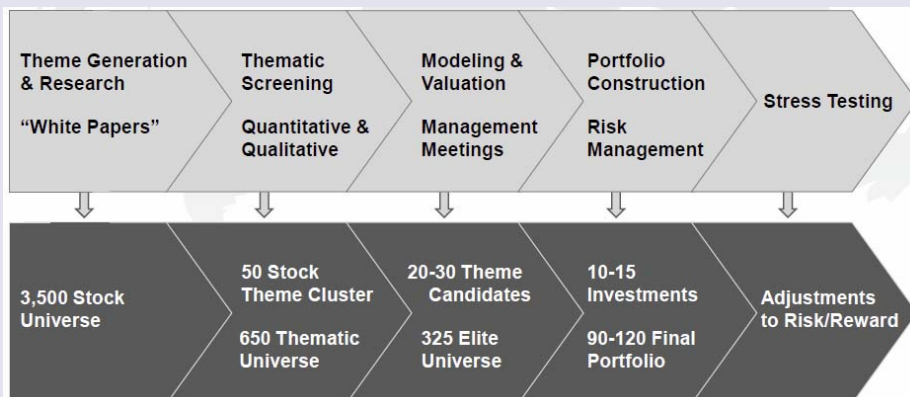 Theme Generation
& Research
“White Papers”
Thematic
Screening
Quantitative &
Qualitative
Modeling &
Valuation
Management
Meetings
Portfolio
Construction
Risk
Management
Stress Testing
3,500 Stock
Universe
50 Stock
Theme Cluster
650 Thematic
Universe
20-30 Theme
Candidates
325 Elite
Universe
10-15
Investments
90-120 Final
Portfolio
Adjustments
to Risk/Reward